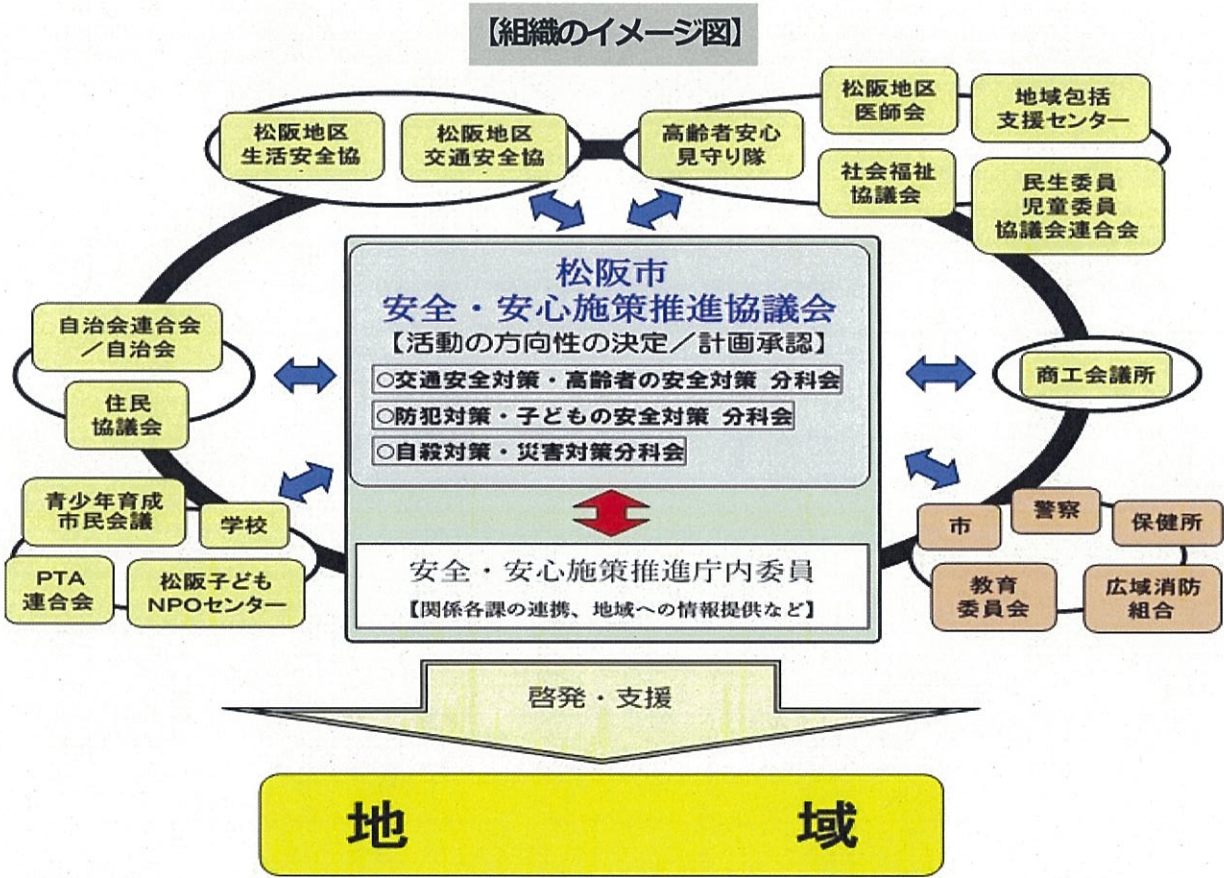 【組織のイメージ図】
松阪地区
生活安全協
松阪地区
交通安全協
高齢者安心
見守り隊
松阪地区
医師会
地域包括
支援センター
社会福祉
協議会
民生委員
児童委員
協議会連合会
松阪市
安全・安心施策推進協議会
【活動の方向性の決定／計画承認】
○交通安全対策・高齢者の安全対策 分科会
○防犯対策・子どもの安全対策 分科会
○自殺対策・災害対策分科会
自治会連合会
／自治会
住民
協議会
商工会議所
青少年育成
市民会議
学校
PTA
連合会
松阪子ども
NPOセンター
市
警察
保健所
教育
委員会
広域消防
組合
安全・安心施策推進庁内委員
【関係各課の連携、地域への情報提供など】
啓発・支援
地 域